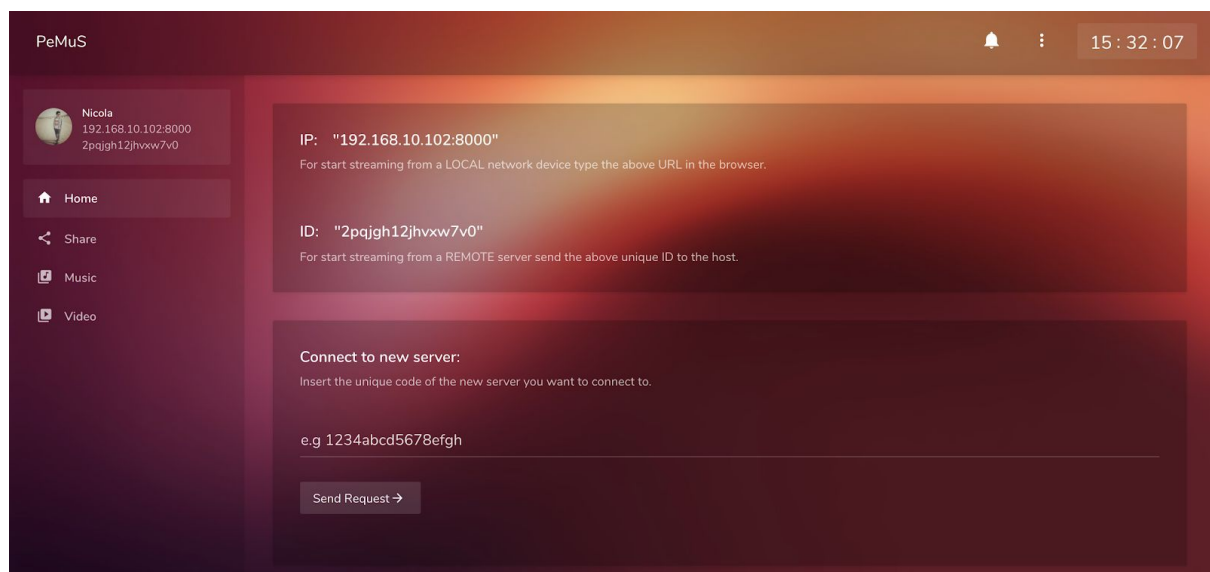 PeMuS
15 : 32 : 07
Nicola
192.168.10.102:8000
2pqjgh12jhvxw7v0
Home
Share
Music
Video
IP: "192.168.10.102:8000"
For start streaming from a LOCAL network device type the above URL in the browser.
ID: "2pqjgh12jhvxw7v0"
For start streaming from a REMOTE server send the above unique ID to the host.
Connect to new server:
Insert the unique code of the new server you want to connect to.
e.g 1234abcd5678efgh
Send Request →